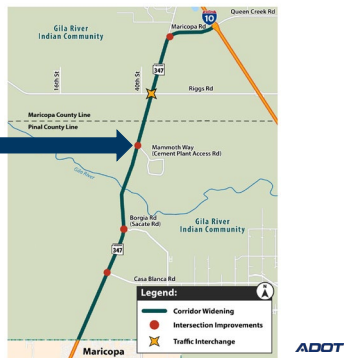 Queen Creek Rd
10
Maricopa Rd
Gila River
Indian Community
347
16th St
40th St
Riggs Rd
Maricopa County Line
Pinal County Line
Mammoth Way
(Cement Plant Access Rd)
Gila River
Borgia Rd
(Sacate Rd)
Gila River
Indian Community
347
Casa Blanca Rd
Legend:
N
Corridor Widening
Intersection Improvements
Traffic Interchange
Maricopa
ADOT